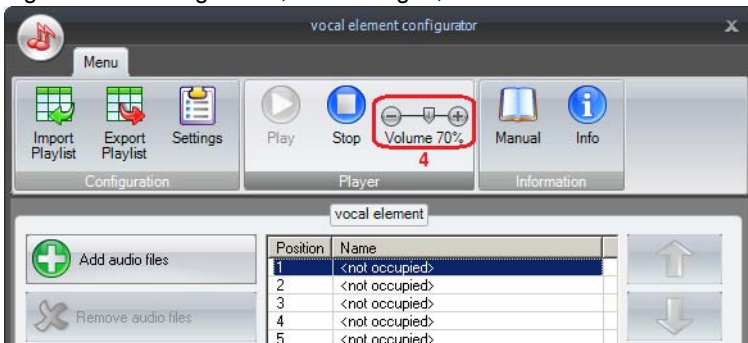 vocal element configurator x
Menu
Import Playlist
Export Playlist
Settings
Play
Stop
Volume 70%
4
Manual
Info
Configuration
Player
Information
vocal element
Add audio files
Remove audio files
Position Name
1 <not occupied>
2 <not occupied>
3 <not occupied>
4 <not occupied>
5 <not occupied>